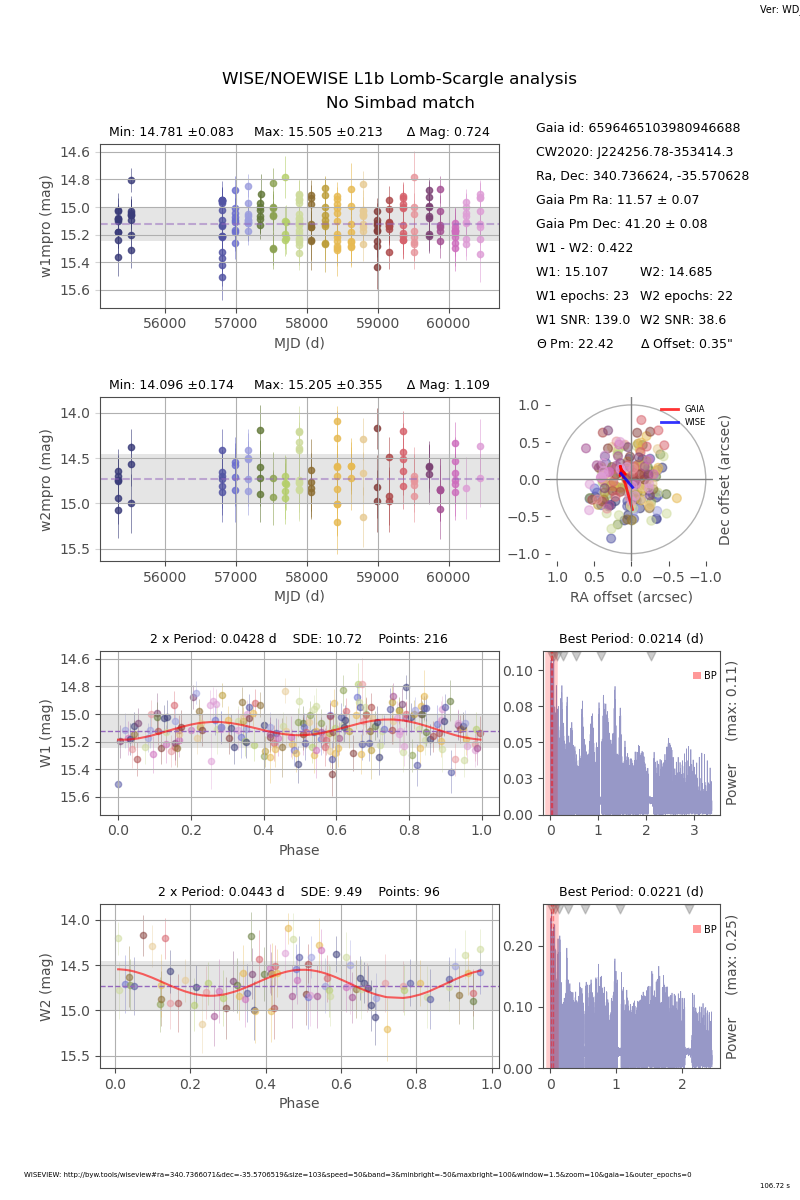 Ver: WD_
WISE/NOEWISE L1b Lomb-Scargle analysis
No Simbad match
Min: 14.781 ±0.083 Max: 15.505 ±0.213 Δ Mag: 0.724
14.6
14.8
15.0
15.2
15.4
15.6
w1mpro (mag)
56000 57000 58000 59000 60000
MJD (d)
Gaia id: 6596465103980946688
CW2020: J224256.78-353414.3
Ra, Dec: 340.736624, -35.570628
Gaia Pm Ra: 11.57 ± 0.07
Gaia Pm Dec: 41.20 ± 0.08
W1 - W2: 0.422
W1: 15.107 W2: 14.685
W1 epochs: 23 W2 epochs: 22
W1 SNR: 139.0 W2 SNR: 38.6
Θ Pm: 22.42 Δ Offset: 0.35"
Min: 14.096 ±0.174 Max: 15.205 ±0.355 Δ Mag: 1.109
14.0
14.5
15.0
15.5
w2mpro (mag)
56000 57000 58000 59000 60000
MJD (d)
GAIA
WISE
1.0
0.5
0.0
−0.5
−1.0
1.0 0.5 0.0 −0.5 −1.0
RA offset (arcsec)
Dec offset (arcsec)
2 x Period: 0.0428 d SDE: 10.72 Points: 216
14.6
14.8
15.0
15.2
15.4
15.6
W1 (mag)
0.0 0.2 0.4 0.6 0.8 1.0
Phase
Best Period: 0.0214 (d)
BP
0.10
0.08
0.05
0.03
0.00
0 1 2 3
Power (max: 0.11)
2 x Period: 0.0443 d SDE: 9.49 Points: 96
14.0
14.5
15.0
15.5
W2 (mag)
0.0 0.2 0.4 0.6 0.8 1.0
Phase
Best Period: 0.0221 (d)
BP
0.20
0.10
0.00
0 1 2
Power (max: 0.25)
WISEVIEW: http://byw.tools/wiseview#ra=340.7366071&dec=-35.5706519&size=103&speed=50&band=3&minbright=-50&maxbright=100&window=1.5&zoom=10&gaia=1&outer_epochs=0
106.72 s